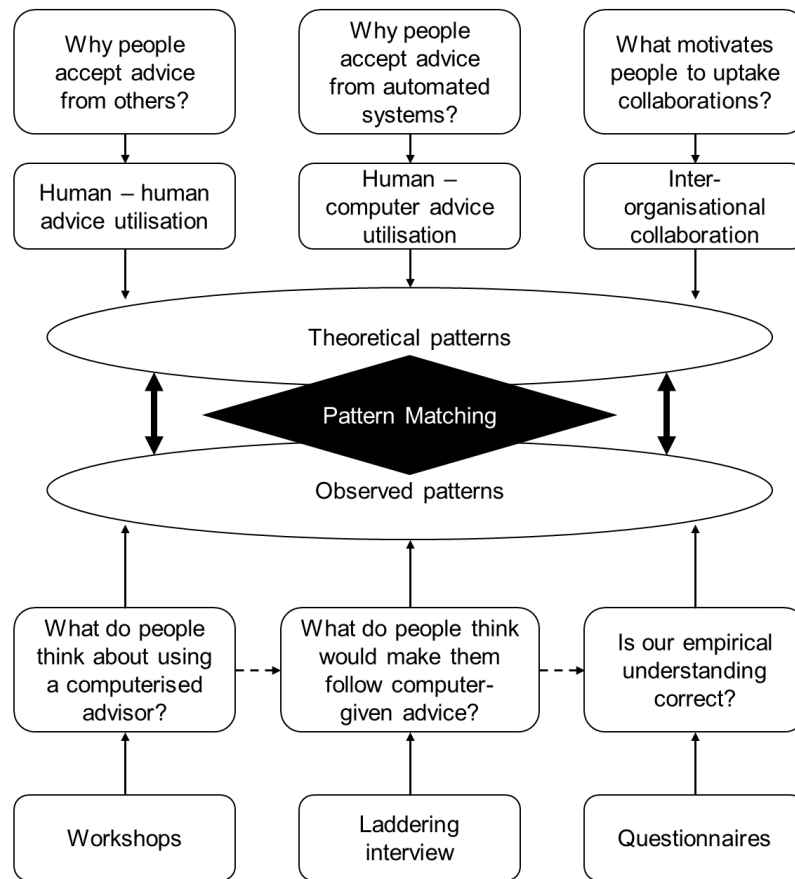 Why people
accept advice
from others?
Why people
accept advice
from automated
systems?
What motivates
people to uptake
collaborations?
Human – human
advice utilisation
Human –
computer advice
utilisation
Inter-
organisational
collaboration
Theoretical patterns
Pattern Matching
Observed patterns
What do people
think about using
a computerised
advisor?
What do people think
would make them
follow computer-
given advice?
Is our empirical
understanding
correct?
Workshops
Laddering
interview
Questionnaires